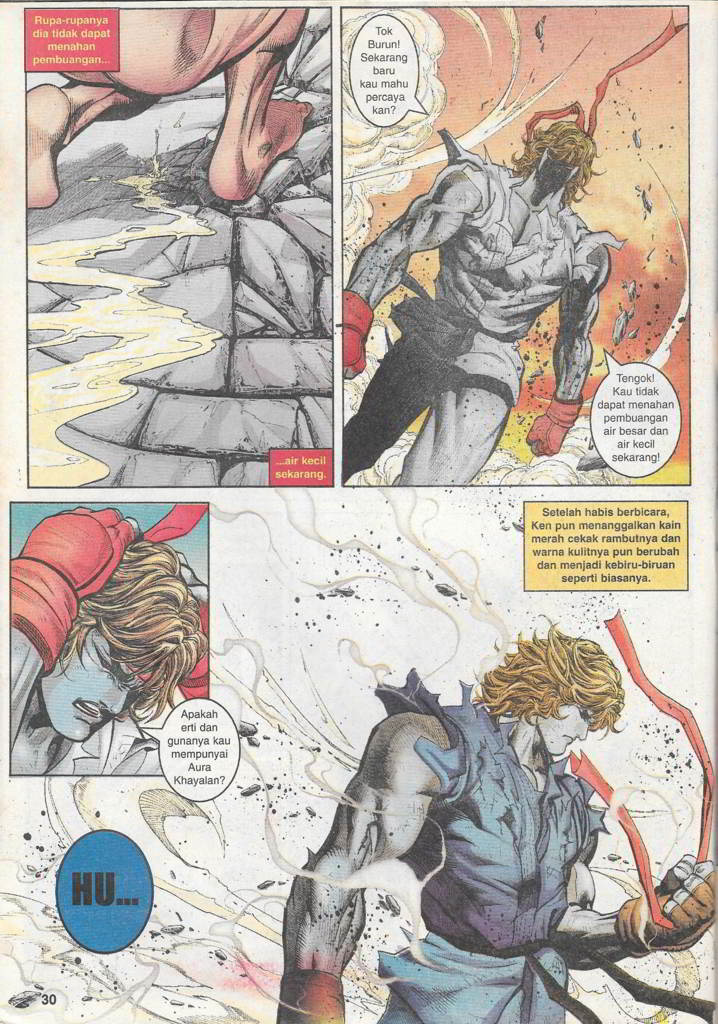 Rupa-rupanya
dia tidak dapat
menahan
pembuangan...
...air kecil
sekarang.
Tok
Burun!
Sekarang
baru
kau mahu
percaya
kan?
Tengok!
Kau tidak
dapat menahan
pembuangan
air besar dan
air kecil
sekarang!
Setelah habis berbicara,
Ken pun menanggalkan kain
merah cekak rambutnya dan
warna kulitnya pun berubah
dan menjadi kebiru-biruan
seperti biasanya.
Apakah
erti dan
gunanya kau
mempunyai
Aura
Khayalan?
HU...
30